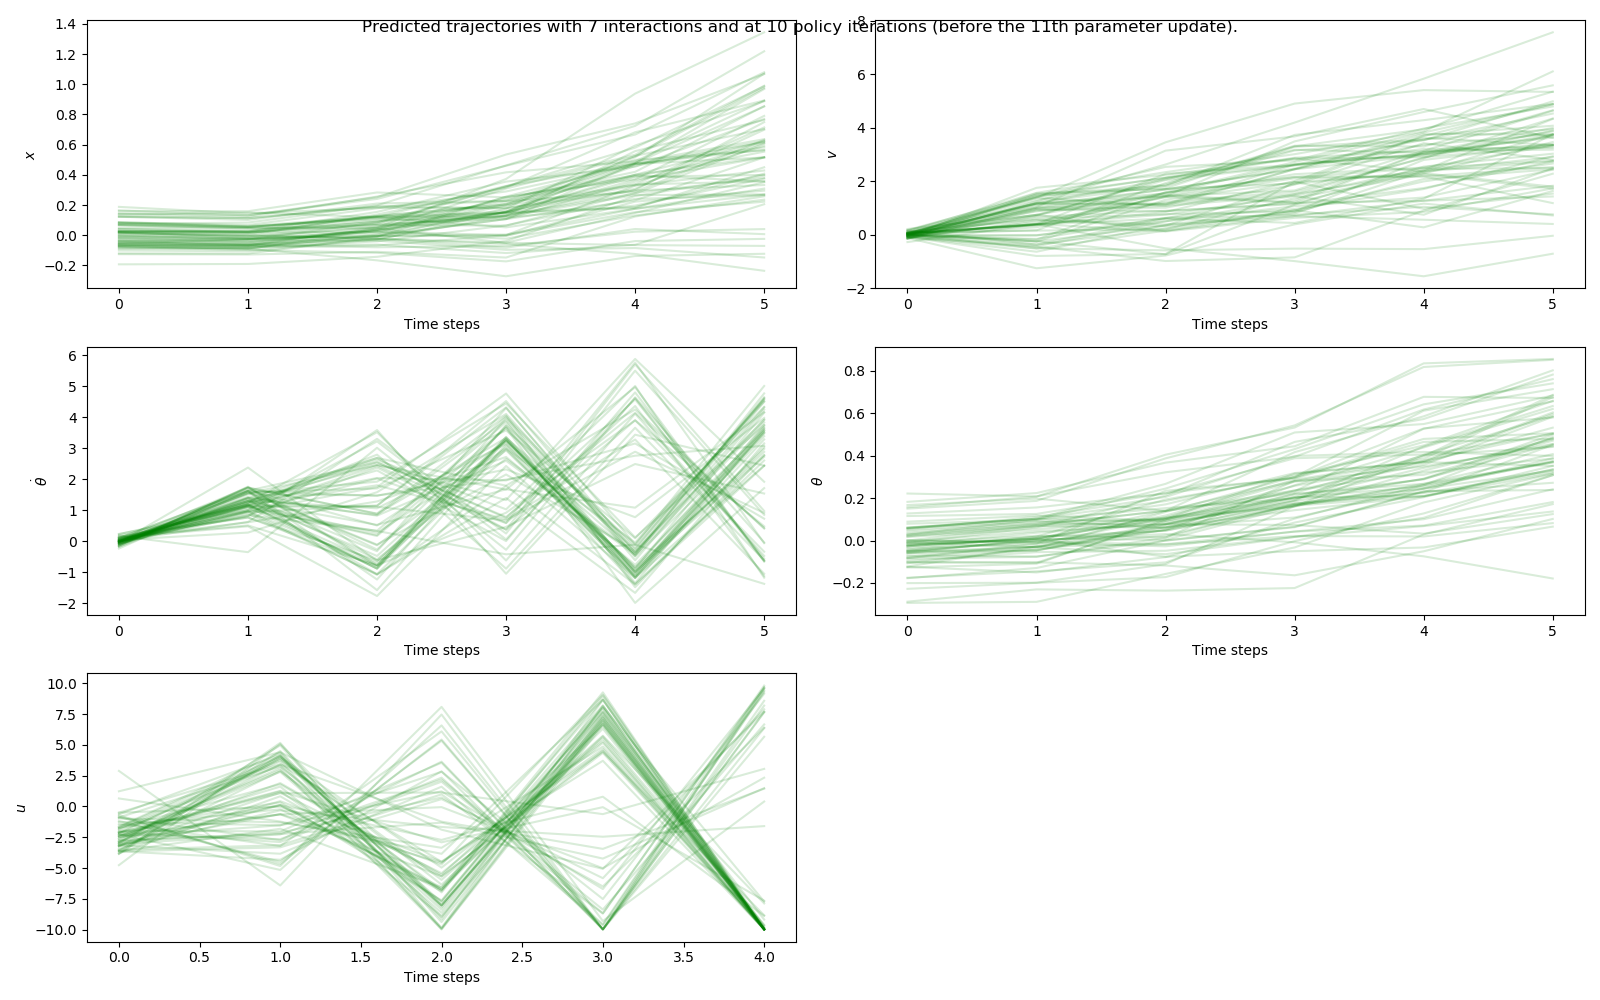 Predicted trajectories with 7 interactions and at 10 policy iterations (before the 11th parameter update).
1.4
1.2
1.0
0.8
0.6
0.4
0.2
0.0
−0.2
x
0 1 2 3 4 5
Time steps
8
6
4
2
0
−2
v
0 1 2 3 4 5
Time steps
6
5
4
3
2
1
0
−1
−2
θ̇
0 1 2 3 4 5
Time steps
0.8
0.6
0.4
0.2
0.0
−0.2
θ
0 1 2 3 4 5
Time steps
10.0
7.5
5.0
2.5
0.0
−2.5
−5.0
−7.5
−10.0
u
0.0 0.5 1.0 1.5 2.0 2.5 3.0 3.5 4.0
Time steps